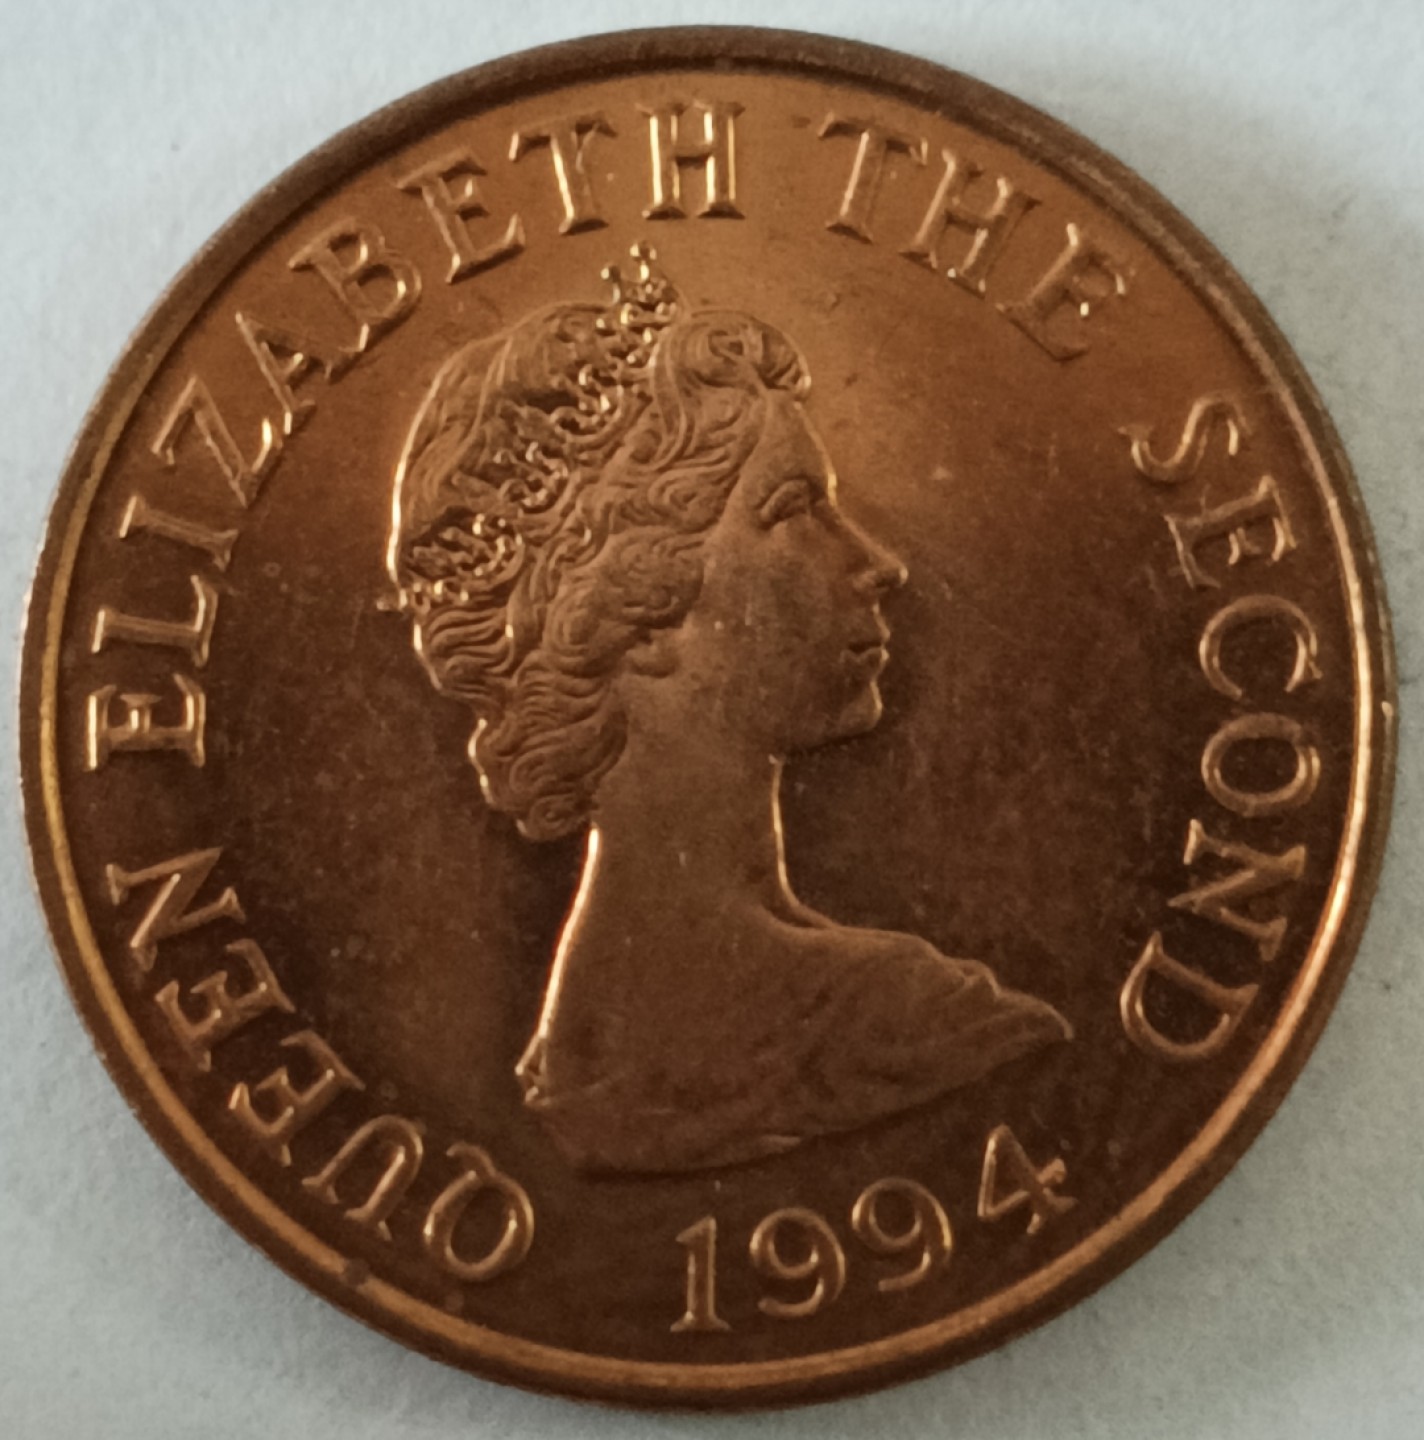 QUEEN ELIZABETH THE SECOND
1994